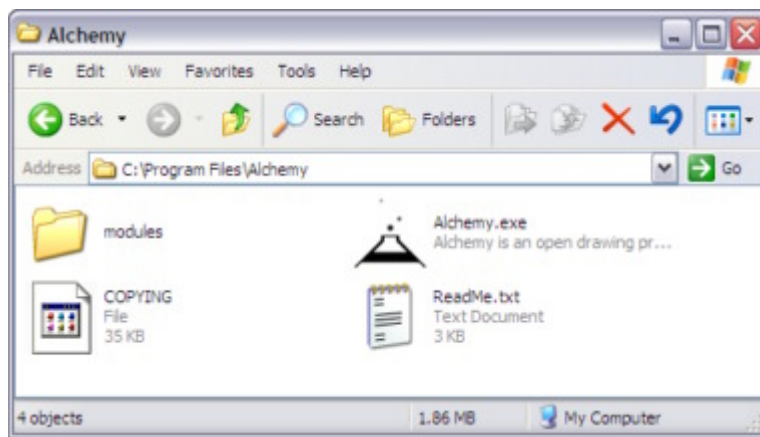 Alchemy
File Edit View Favorites Tools Help
Back Search Folders
Address C:\Program Files\Alchemy Go
modules
Alchemy.exe
Alchemy is an open drawing pr...
COPYING
File
35 KB
ReadMe.txt
Text Document
3 KB
4 objects 1.86 MB My Computer